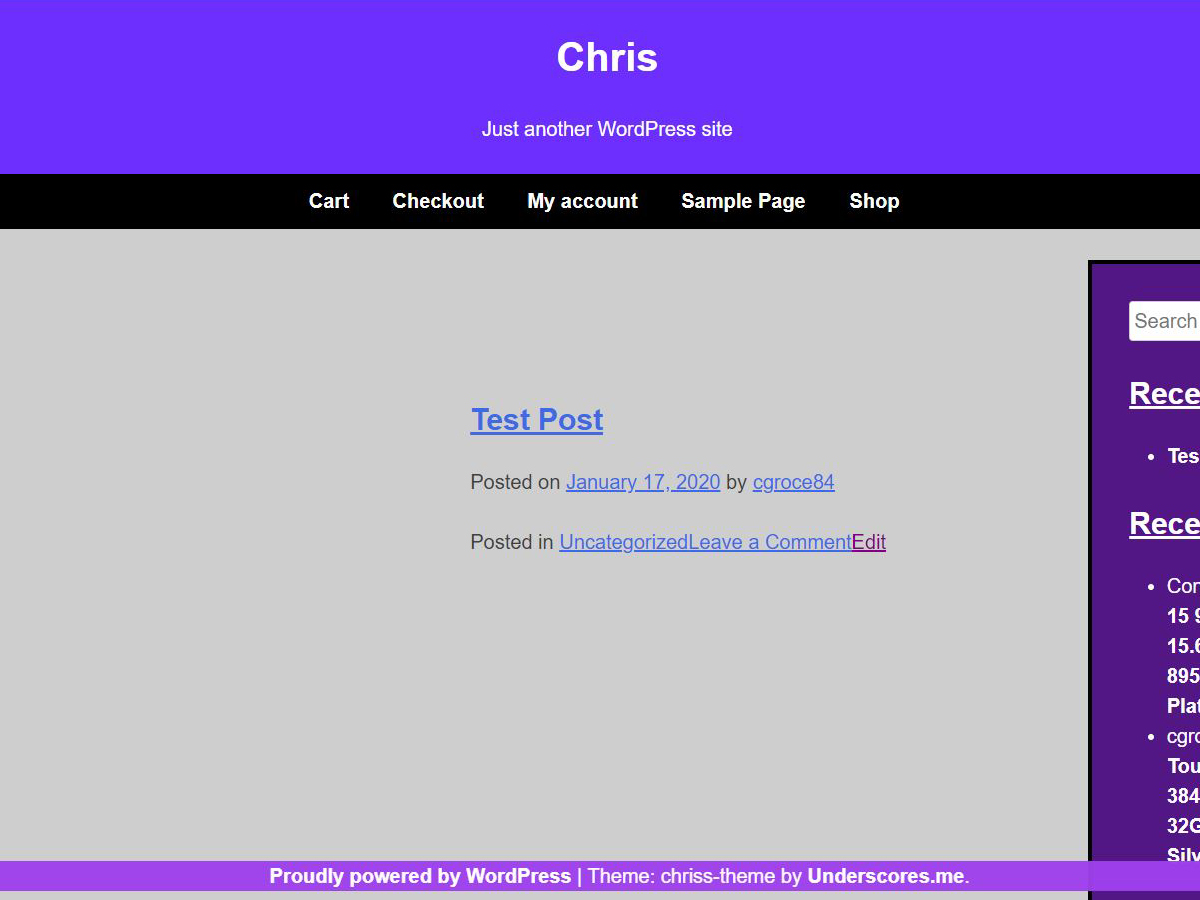 Chris
Just another WordPress site
Cart Checkout My account Sample Page Shop
Test Post
Posted on January 17, 2020 by cgroce84
Posted in UncategorizedLeave a CommentEdit
Search
Rece
Tes
Rece
15
15.6
895
Plat
cgro
Tou
384
32G
Silv
Proudly powered by WordPress | Theme: chriss-theme by Underscores.me.